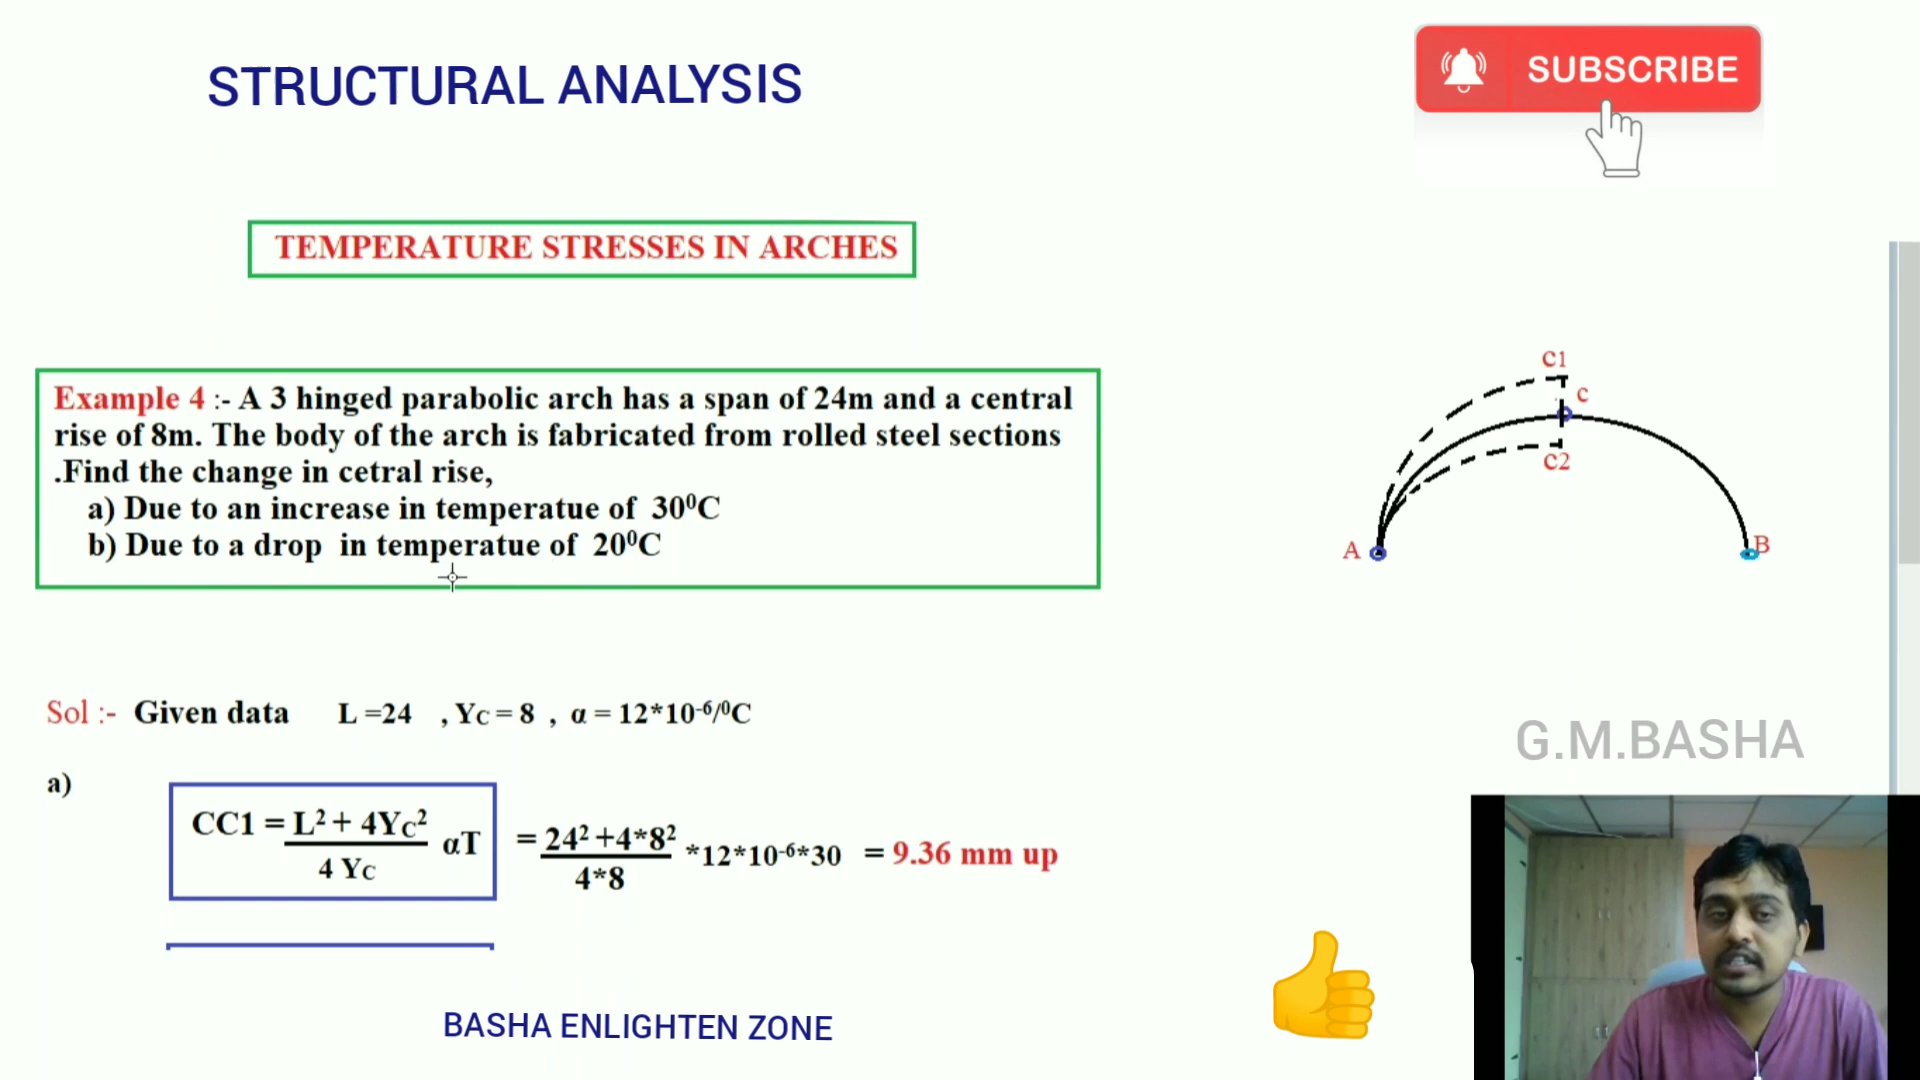 STRUCTURAL ANALYSIS
SUBSCRIBE
TEMPERATURE STRESSES IN ARCHES
Example 4 :- A 3 hinged parabolic arch has a span of 24m and a central
rise of 8m. The body of the arch is fabricated from rolled steel sections
.Find the change in cetral rise,
a) Due to an increase in temperatue of 30⁰C
b) Due to a drop in temperatue of 20⁰C
C1
C
C2
A
B
Sol :- Given data L =24 , Yc = 8 , α = 12*10⁻⁶/⁰C
G.M.BASHA
a)
CC1 = L² + 4Yc² / 4 Yc αT = 24² +4*8² / 4*8 *12*10⁻⁶*30 = 9.36 mm up
BASHA ENLIGHTEN ZONE